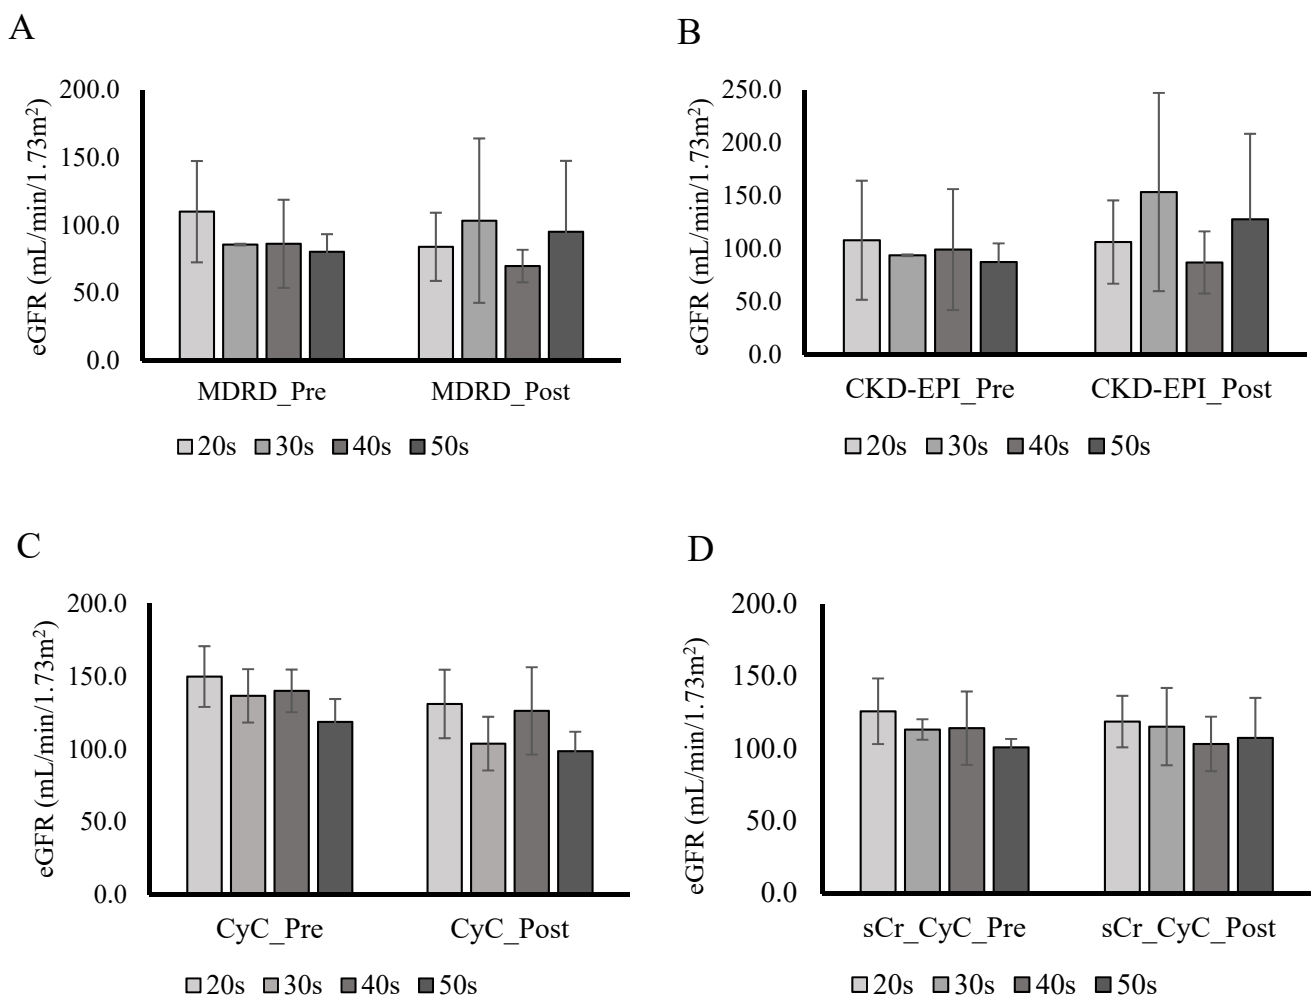 A
eGFR (mL/min/1.73m²)
200.0
150.0
100.0
50.0
0.0
MDRD_Pre MDRD_Post
20s 30s 40s 50s
B
eGFR (mL/min/1.73m²)
250.0
200.0
150.0
100.0
50.0
0.0
CKD-EPI_Pre CKD-EPI_Post
20s 30s 40s 50s
C
eGFR (mL/min/1.73m²)
200.0
150.0
100.0
50.0
0.0
CyC_Pre CyC_Post
20s 30s 40s 50s
D
eGFR (mL/min/1.73m²)
200.0
150.0
100.0
50.0
0.0
sCr_CyC_Pre sCr_CyC_Post
20s 30s 40s 50s